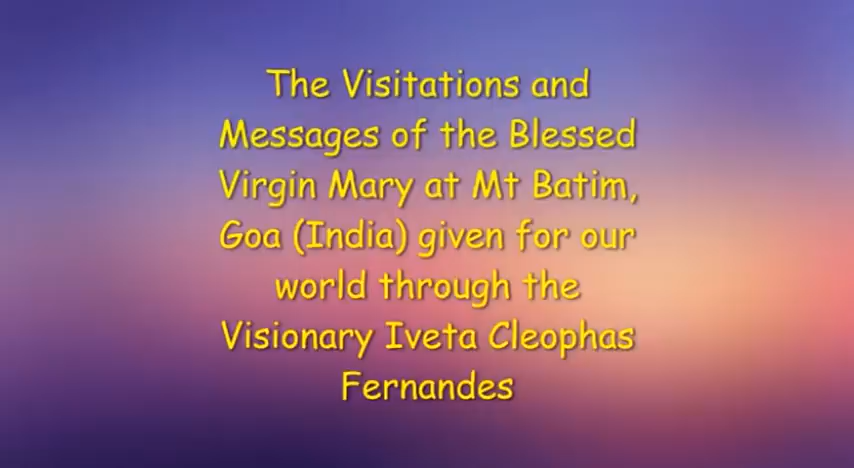 The Visitations and
Messages of the Blessed
Virgin Mary at Mt Batim,
Goa (India) given for our
world through the
Visionary Iveta Cleophas
Fernandes